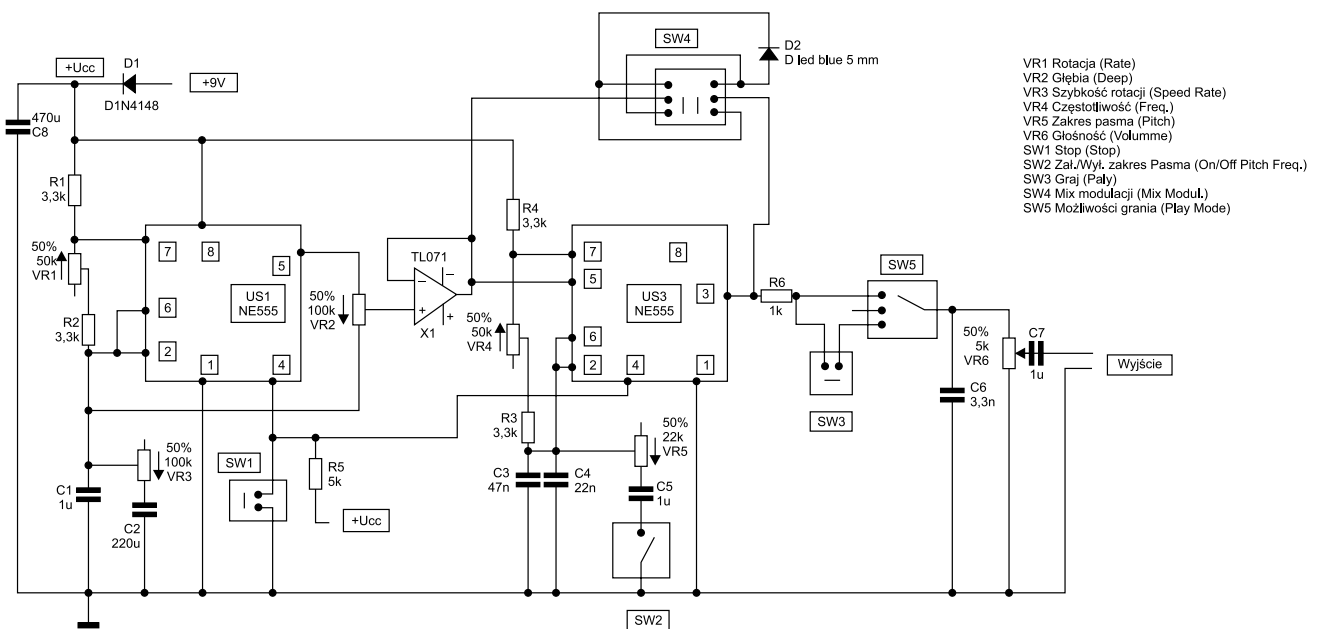 SW4
D2
D led blue 5 mm
+Ucc
D1
D1N4148
+9V
470u
C8
VR1 Rotacja (Rate)
VR2 Głębia (Deep)
VR3 Szybkość rotacji (Speed Rate)
VR4 Częstotliwość (Freq.)
VR5 Zakres pasma (Pitch)
VR6 Głośność (Volumme)
SW1 Stop (Stop)
SW2 Zał./Wył. zakres Pasma (On/Off Pitch Freq.)
SW3 Graj (Paly)
SW4 Mix modulacji (Mix Modul.)
SW5 Możliwości grania (Play Mode)
R1
3,3k
50%
50k
VR1
R2
3,3k
7
8
5
6
2
1
4
US1
NE555
50%
100k
VR2
TL071
−
−
+
+
X1
R4
3,3k
50%
50k
VR4
7
8
5
3
6
2
4
1
US3
NE555
R6
1k
SW5
SW3
50%
5k
VR6
C7
1u
Wyjście
C6
3,3n
R3
3,3k
C3
47n
C4
22n
50%
22k
VR5
C5
1u
SW2
SW1
R5
5k
+Ucc
50%
100k
VR3
C1
1u
C2
220u